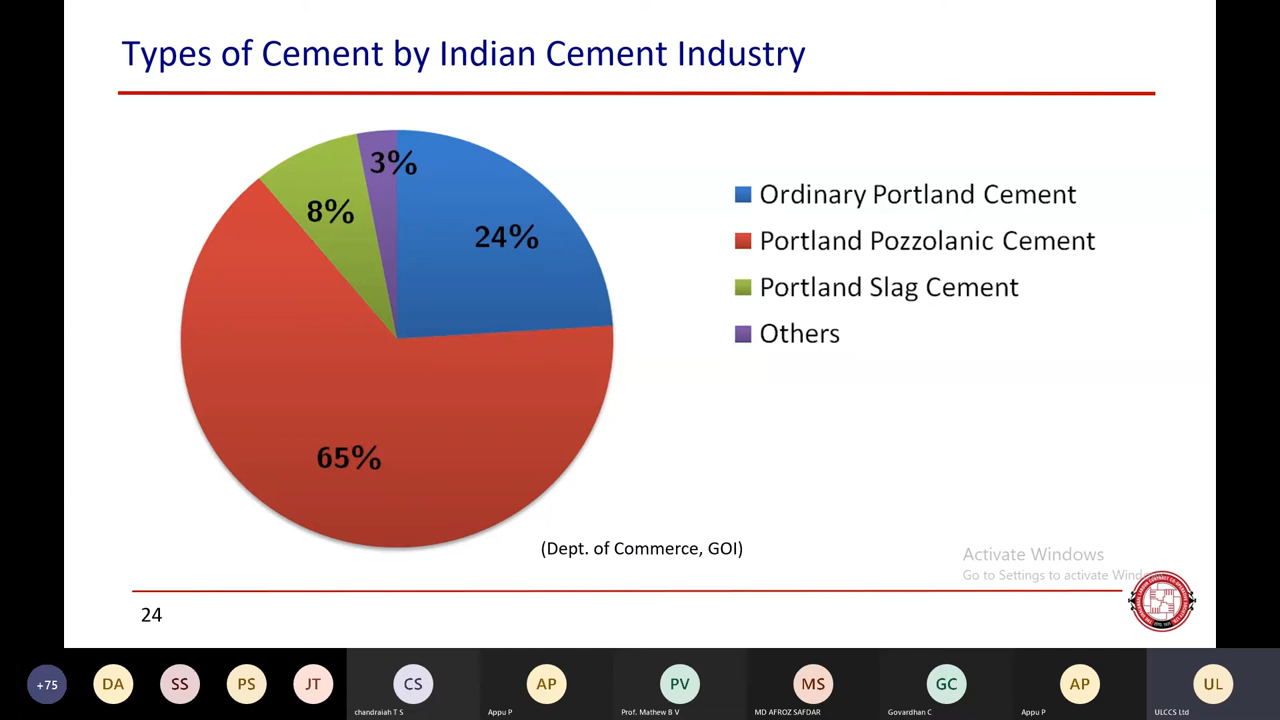 Types of Cement by Indian Cement Industry
3%
8%
24%
65%
Ordinary Portland Cement
Portland Pozzolanic Cement
Portland Slag Cement
Others
(Dept. of Commerce, GOI)
Activate Windows
Go to Settings to activate
24
+75
DA
SS
PS
JT
CS
AP
PV
MS
GC
AP
UL
chandraiah T S
Appu P
Prof. Mathew B V
MD AFROZ SAFDAR
Govardhan C
Appu P
ULCCS Ltd